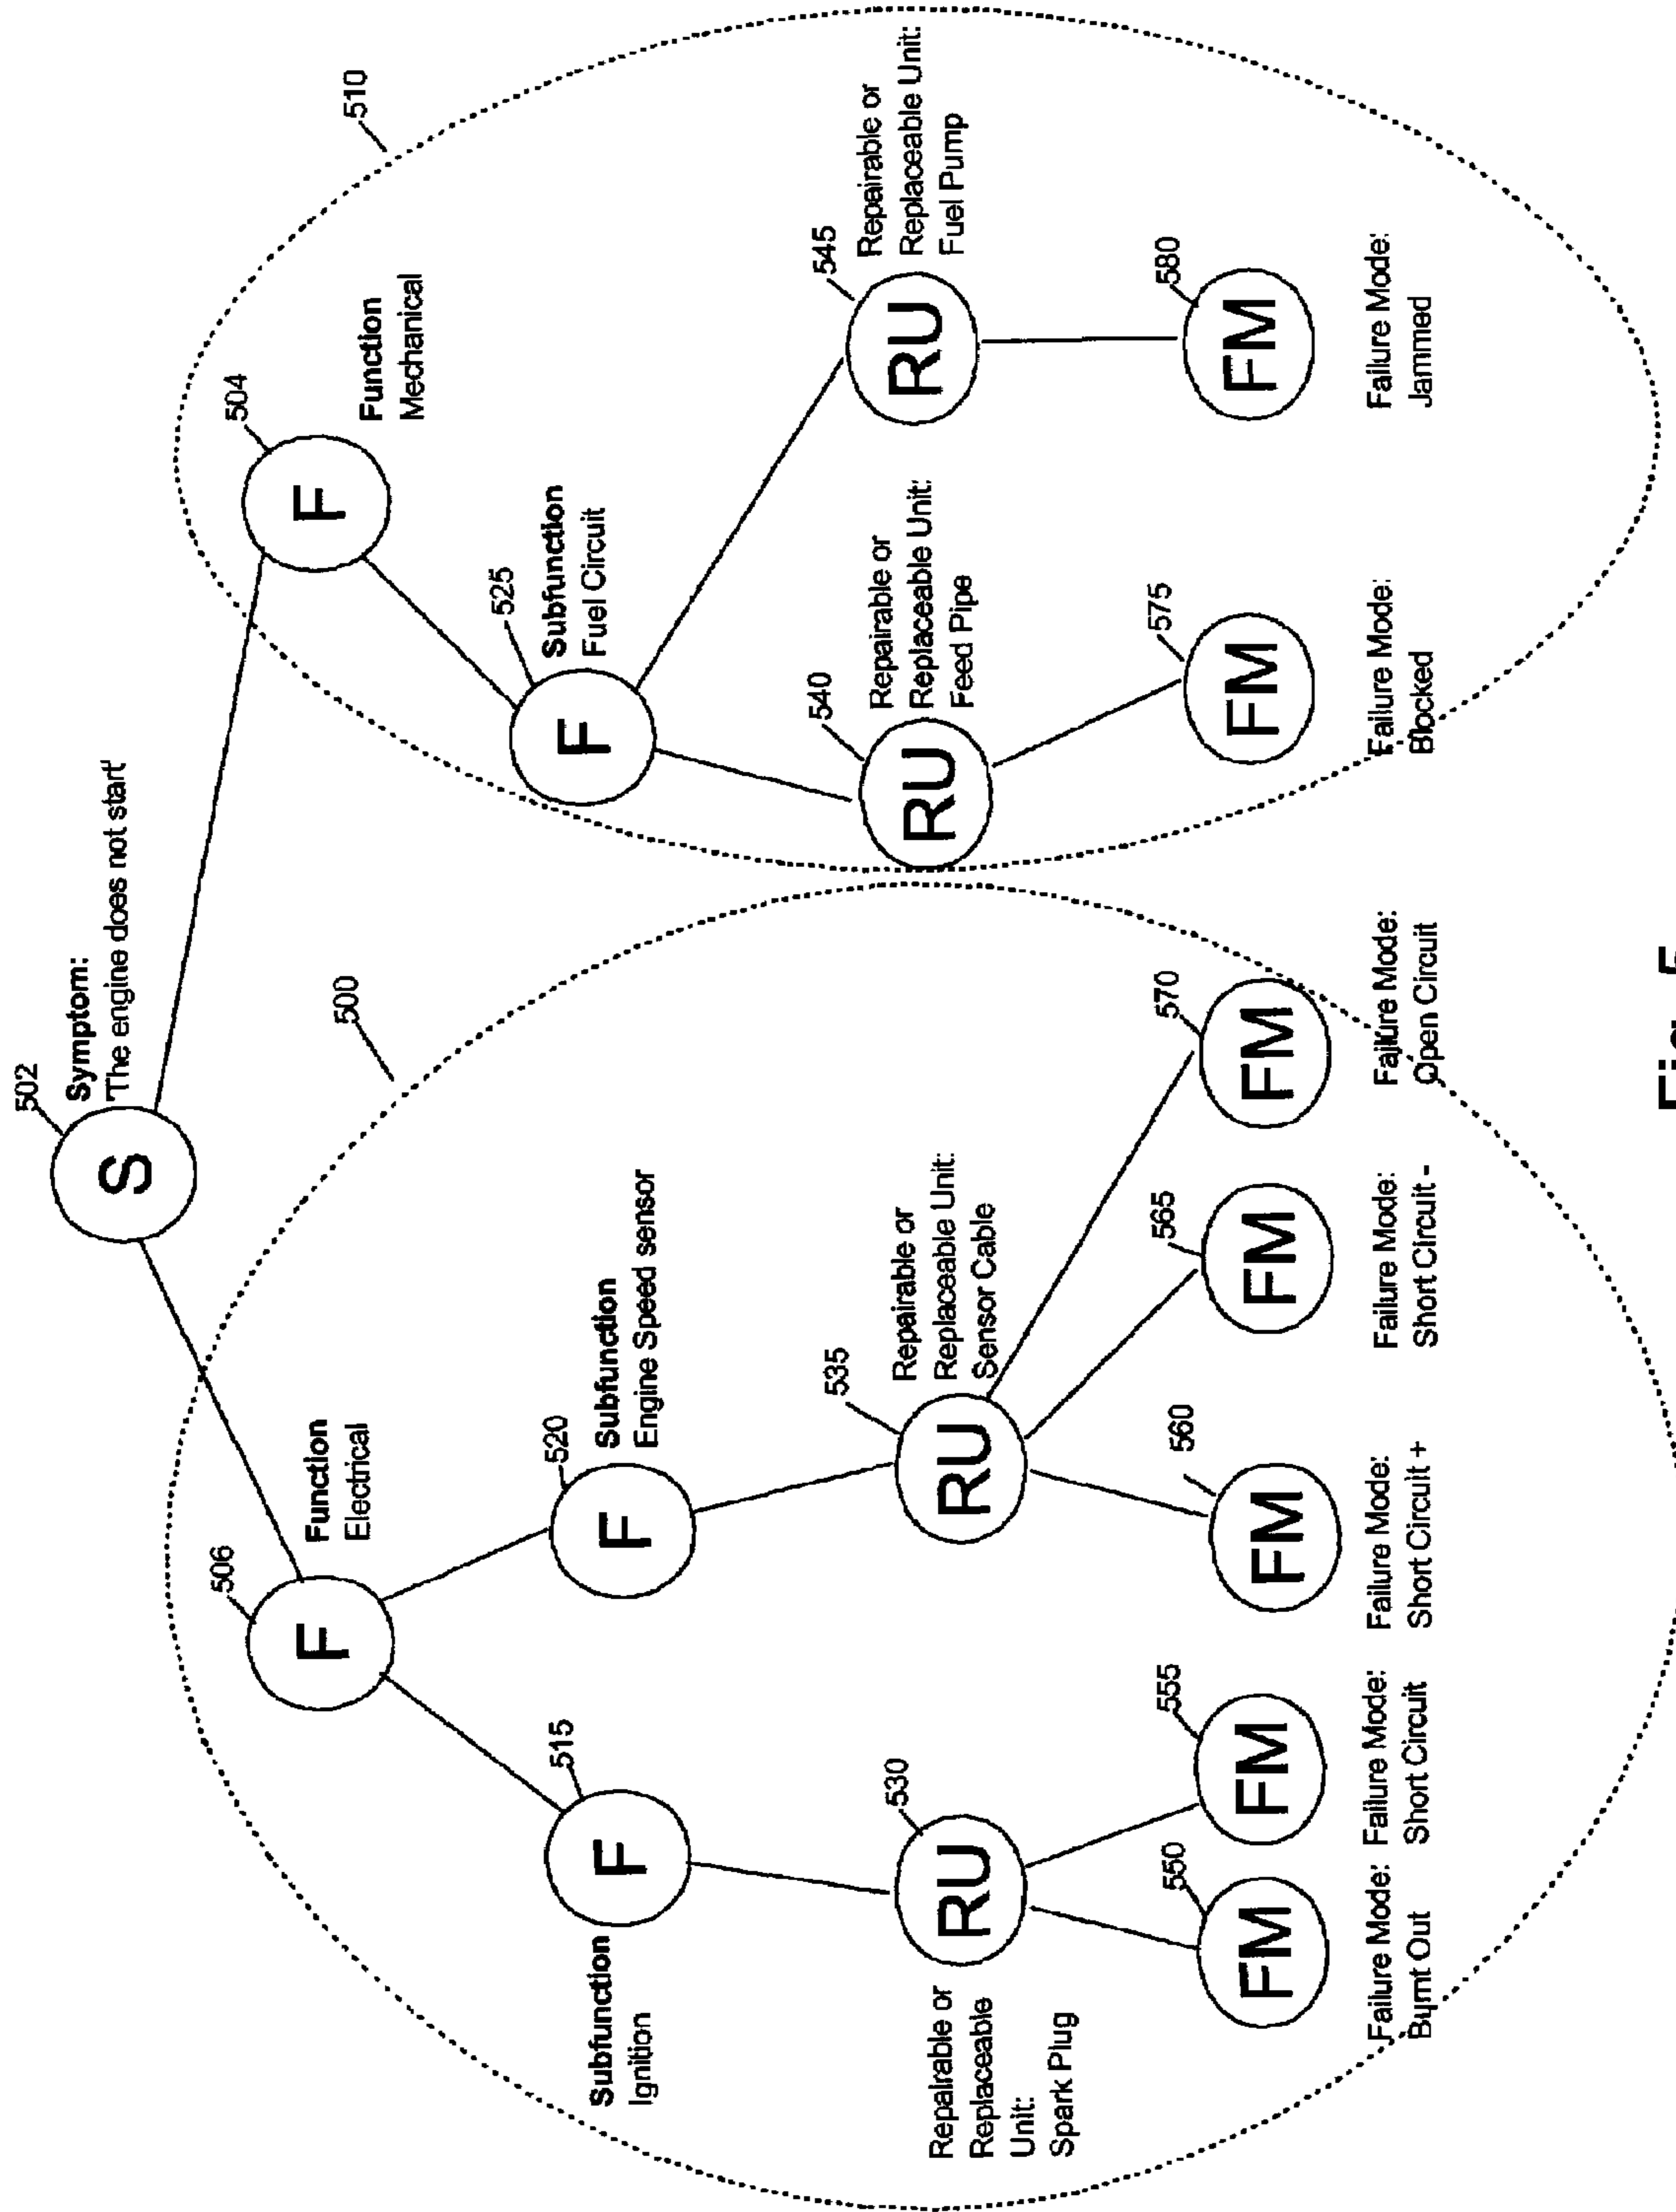 502
S
Symptom:
'The engine does not start'
500
510
506
F
Function
Electrical
504
F
Function
Mechanical
515
F
Subfunction
Ignition
520
F
Subfunction
Engine Speed sensor
525
F
Subfunction
Fuel Circuit
530
RU
Repairable or
Replaceable
Unit:
Spark Plug
535
RU
Repairable or
Replaceable Unit:
Sensor Cable
540
RU
Repairable or
Replaceable Unit:
Feed Pipe
545
RU
Repairable or
Replaceable Unit:
Fuel Pump
550
FM
Failure Mode:
Burnt Out
555
FM
Failure Mode:
Short Circuit
560
FM
Failure Mode:
Short Circuit +
565
FM
Failure Mode:
Short Circuit -
570
FM
Failure Mode:
Open Circuit
575
FM
Failure Mode:
Blocked
580
FM
Failure Mode:
Jammed